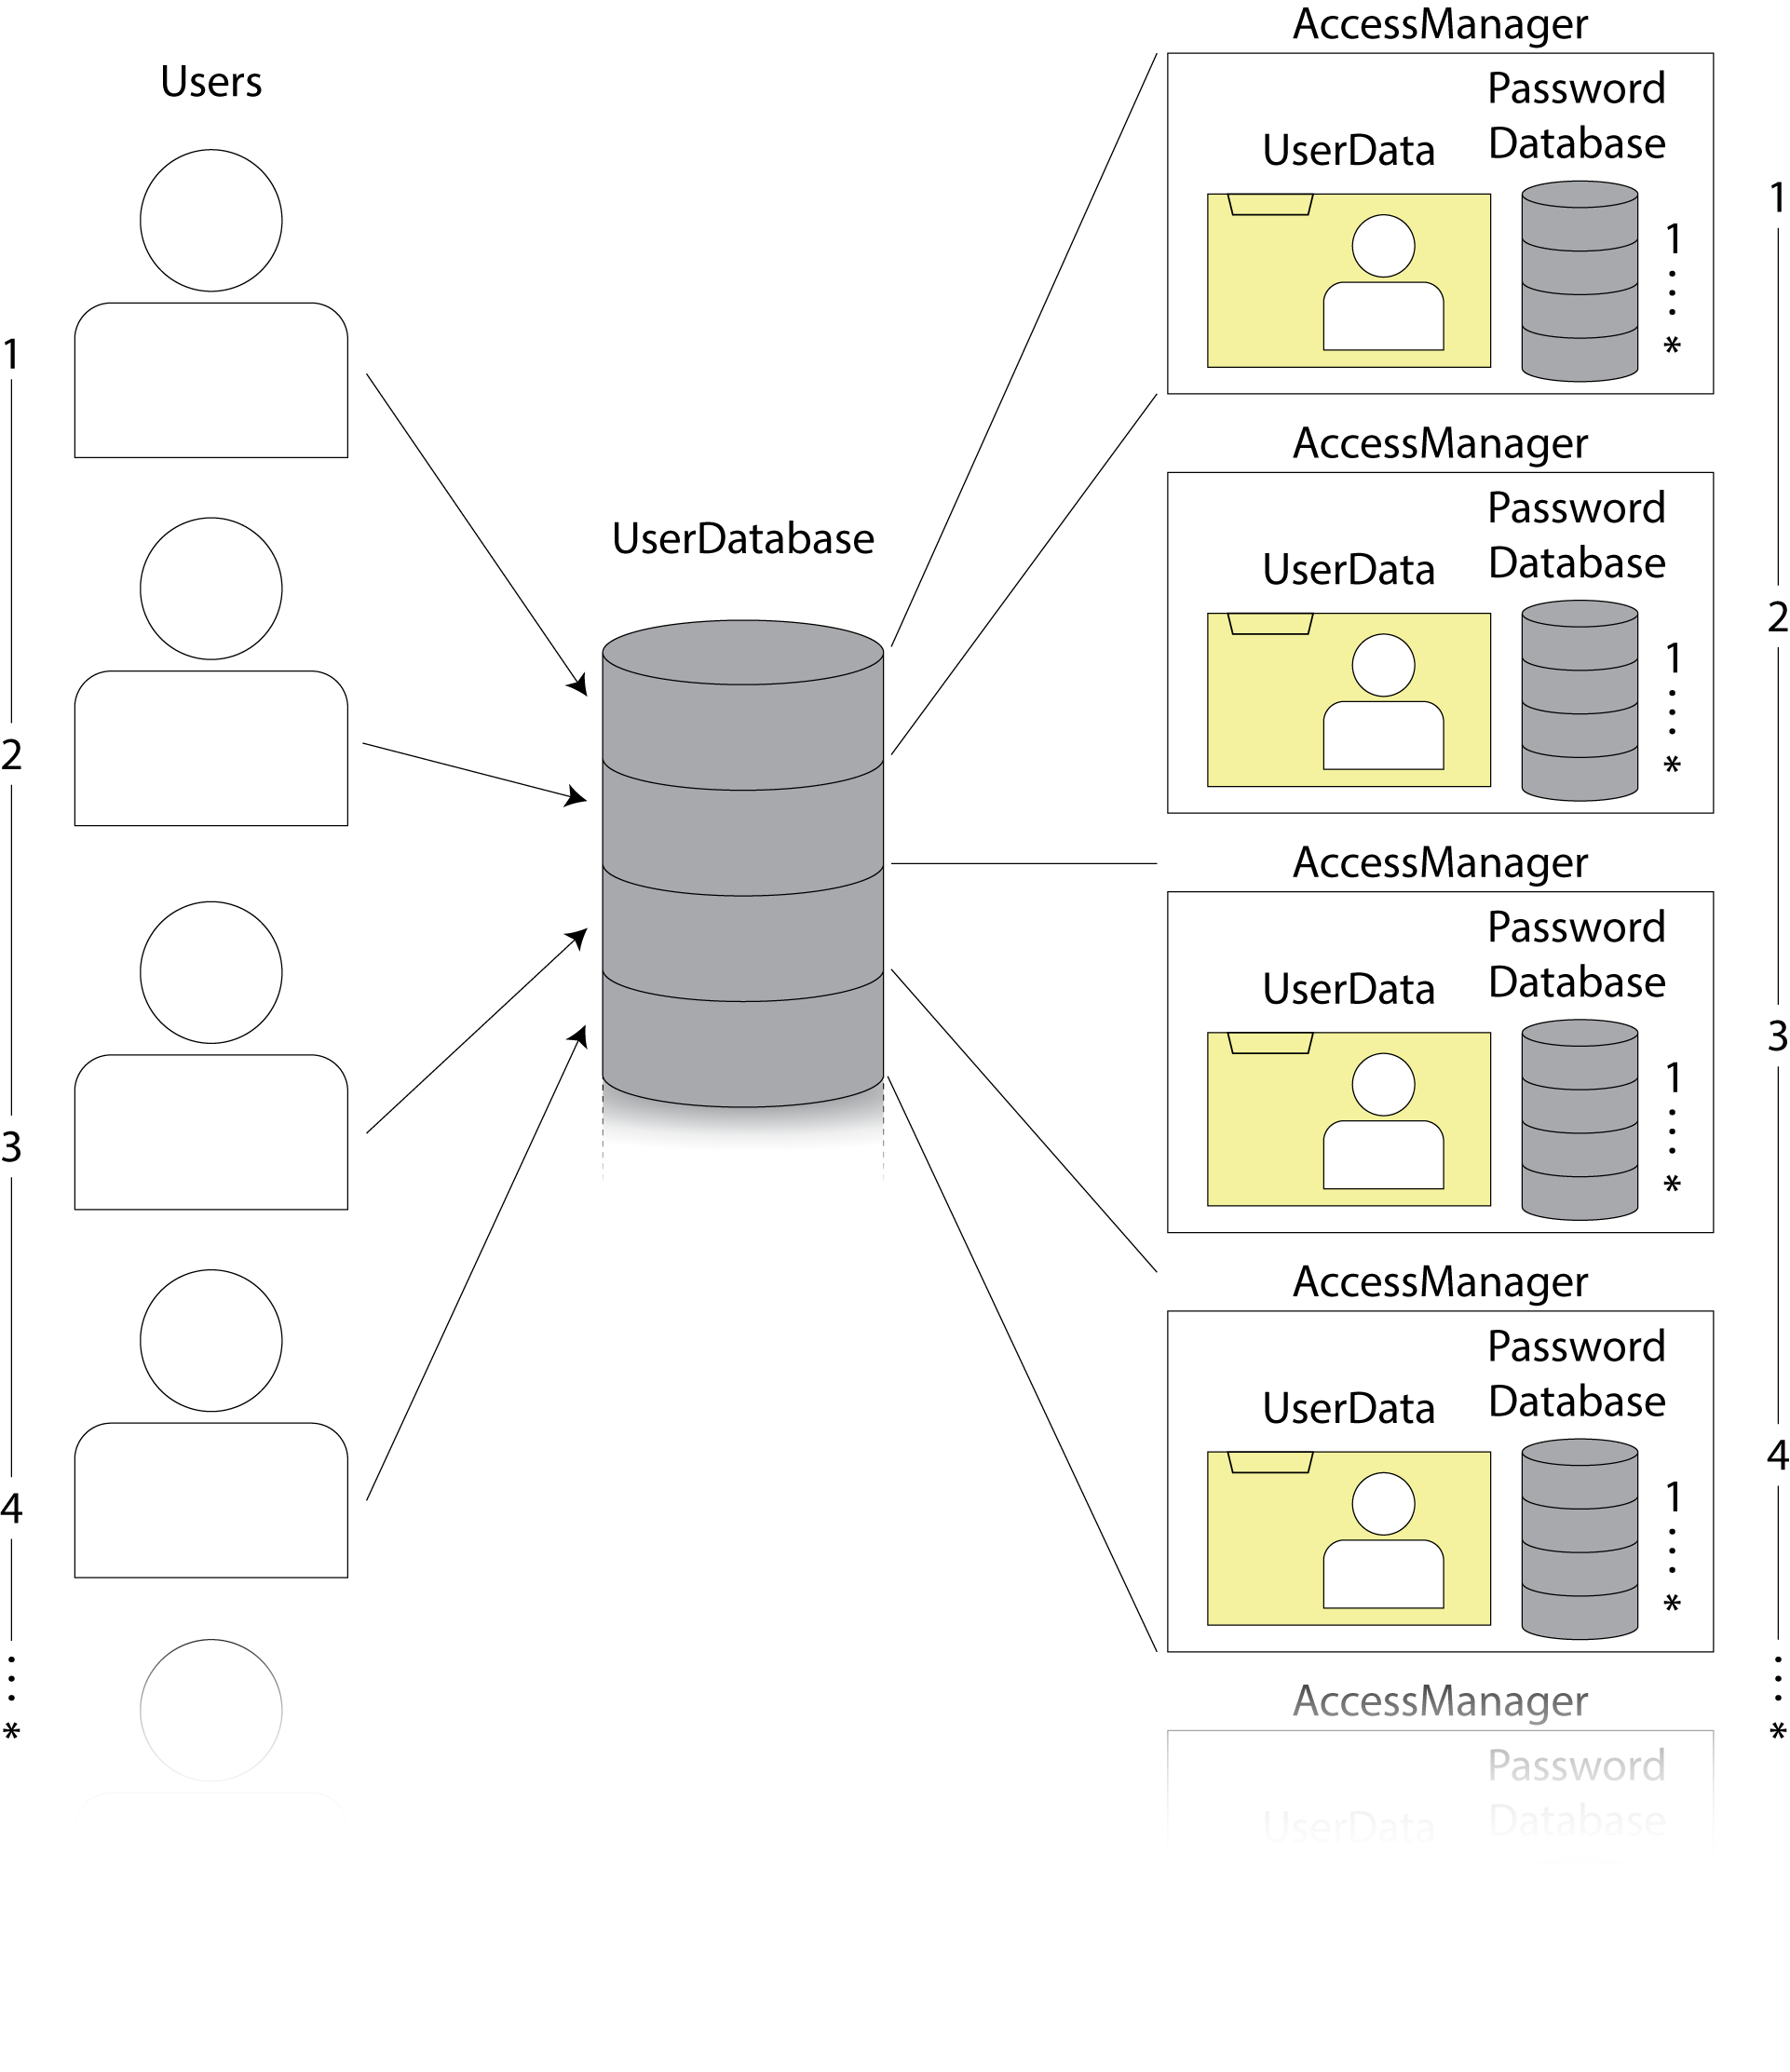 Users
1
2
3
4
⋮
*
UserDatabase
AccessManager
Password
Database
UserData
1
⋮
*
AccessManager
Password
Database
UserData
1
⋮
*
AccessManager
Password
Database
UserData
1
⋮
*
AccessManager
Password
Database
UserData
1
⋮
*
AccessManager
Password
Database
UserData
1
2
3
4
⋮
*